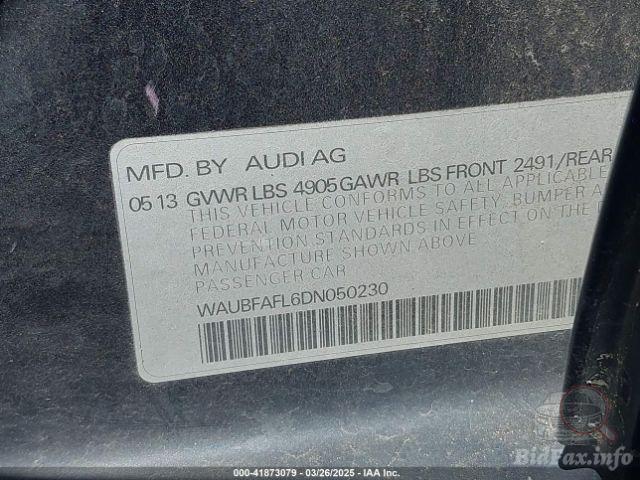 MFD. BY AUDI AG
05 13 GVWR LBS 4905 GAWR LBS FRONT 2491/REAR
THIS VEHICLE CONFORMS TO ALL APPLICABLE
FEDERAL MOTOR VEHICLE SAFETY, BUMPER A
PREVENTION STANDARDS IN EFFECT ON THE
MANUFACTURE SHOWN ABOVE
PASSENGER CAR
WAUBFAFL6DN050230
00-41873079 — 03/26/2025 — IAA Inc.
BidFax.info